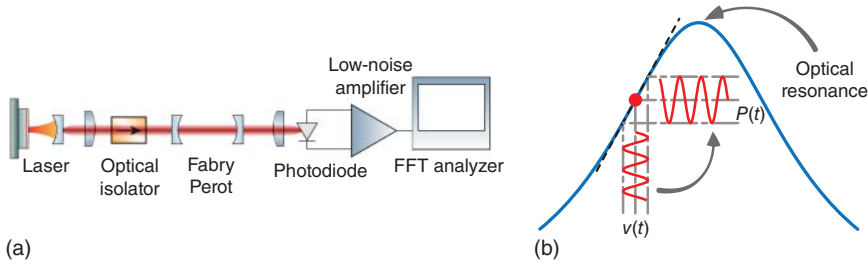 Low-noise
amplifier
Laser
Optical
isolator
Fabry
Perot
Photodiode
FFT analyzer
(a)
Optical
resonance
P(t)
v(t)
(b)